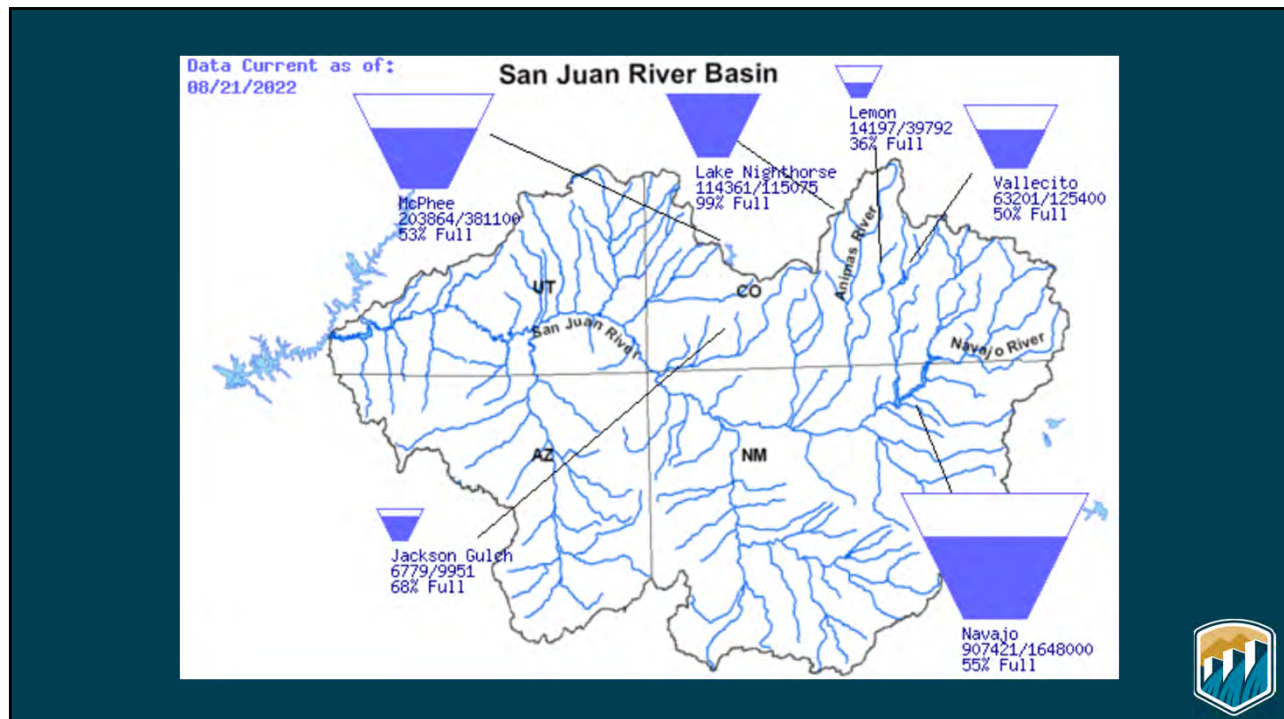 Data Current as of:
08/21/2022
San Juan River Basin
McPhee
203864/381100
53% Full
Lake Nighthorse
114361/115075
99% Full
Lemon
14197/39792
36% Full
Vallecito
63201/125400
50% Full
Animas River
UT
CO
San Juan River
Navajo River
AZ
NM
Jackson Gulch
6779/9951
68% Full
Navajo
907421/1648000
55% Full